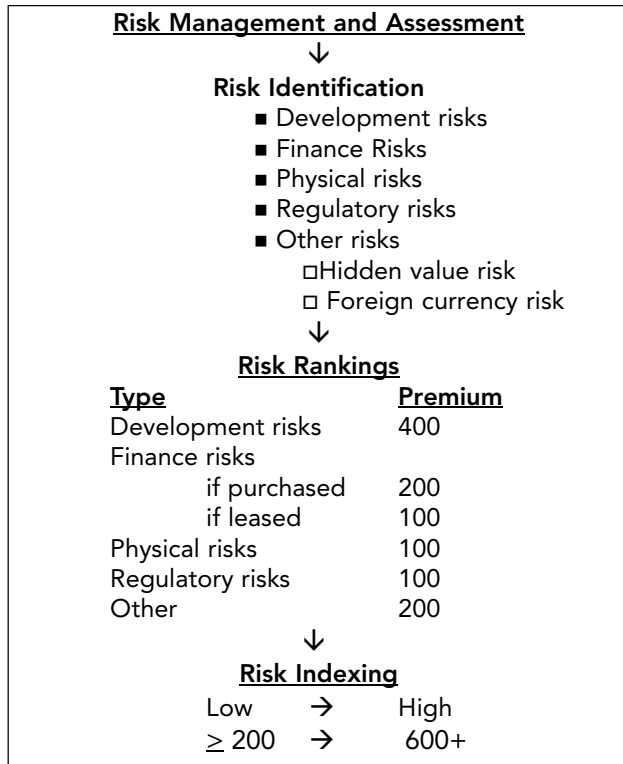 Risk Management and Assessment
↓
Risk Identification
■ Development risks
■ Finance Risks
■ Physical risks
■ Regulatory risks
■ Other risks
□Hidden value risk
□ Foreign currency risk
↓
Risk Rankings
Type Premium
Development risks 400
Finance risks
if purchased 200
if leased 100
Physical risks 100
Regulatory risks 100
Other 200
↓
Risk Indexing
Low → High
≥ 200 → 600+